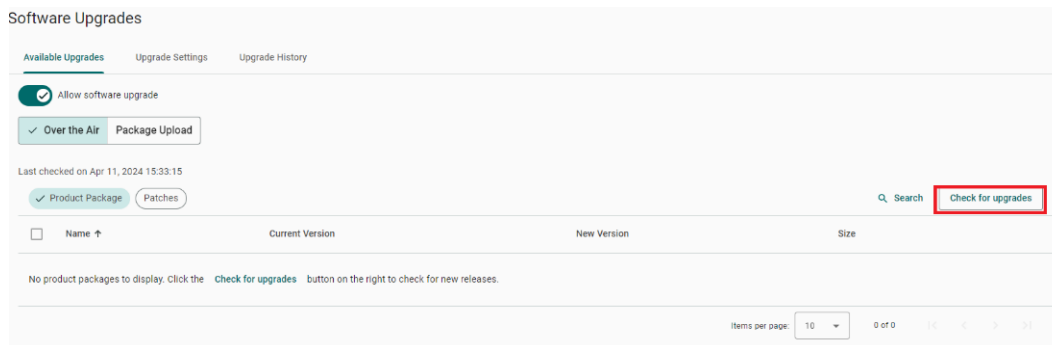 Software Upgrades
Available Upgrades Upgrade Settings Upgrade History
Allow software upgrade
Over the Air Package Upload
Last checked on Apr 11, 2024 15:33:15
Product Package Patches Search Check for upgrades
Name ↑ Current Version New Version Size
No product packages to display. Click the Check for upgrades button on the right to check for new releases.
Items per page: 10 0 of 0